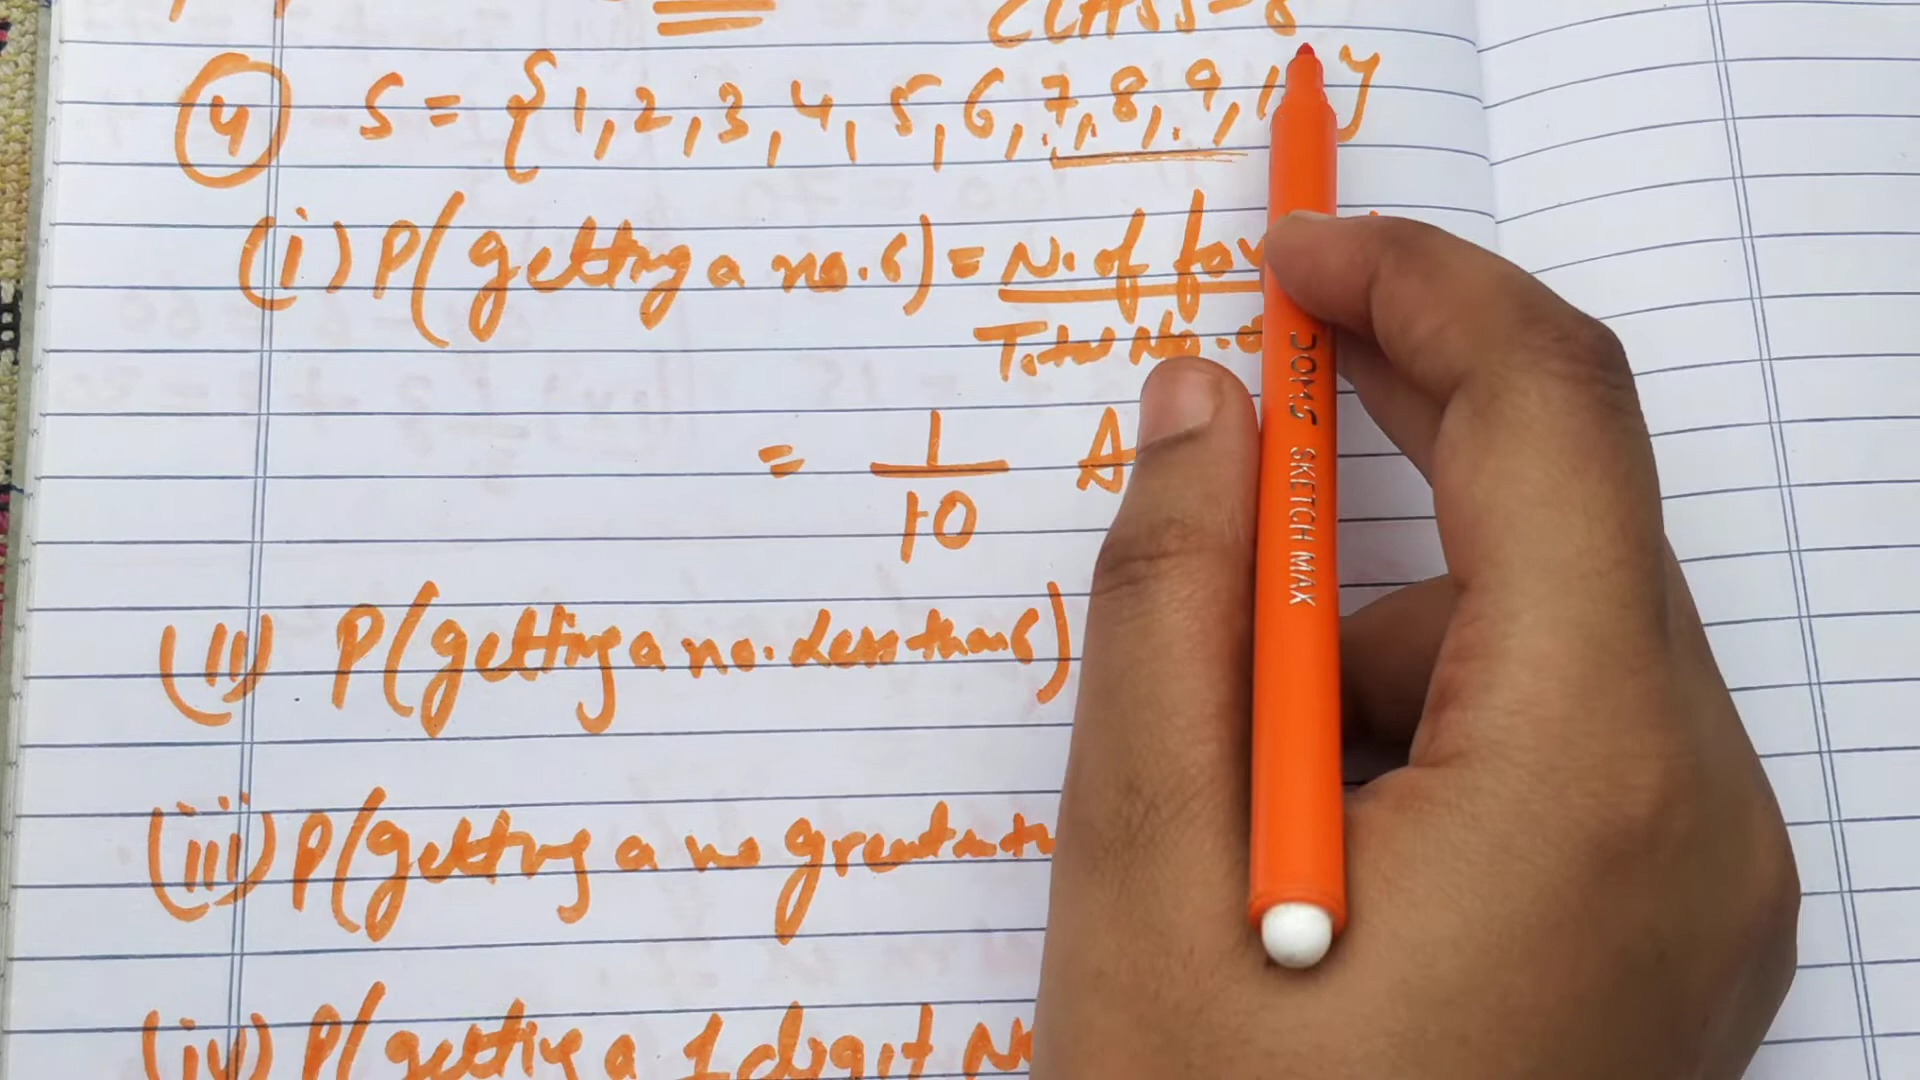 CLASS-8
④ S = {1,2,3,4,5,6,7,8,9,1 }
(i) P(getting a no.6) = No. of fav
Total No. o
= 1
10 A
(ii) P(getting a no. Less than 6)
(iii) P(getting a no greater th
(iv) P(getting a 1 digit No
DOMS SKETCH MAX